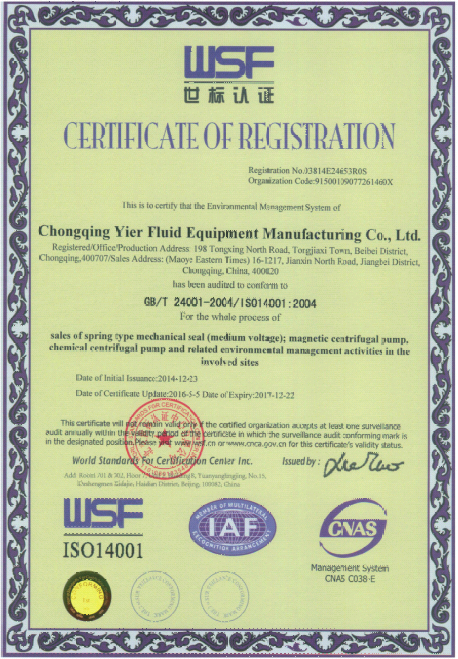 WSF
世标认证
CERTIFICATE OF REGISTRATION
Registration No.03814E24653R0S
Organization Code:91500109077261460X
This is to certify that the Environmental Management System of
Chongqing Yier Fluid Equipment Manufacturing Co., Ltd.
Registered/Office/Production Address: 198 Tongxing North Road, Tongjiaxi Town, Beibei District,
Chongqing,400707/Sales Address: (Maoye Eastern Times) 16-1217, Jianxin North Road, Jiangbei District,
Chongqing, China, 400020
has been audited to conform to
GB/T 24001-2004/ISO14001:2004
For the whole process of
sales of spring type mechanical seal (medium voltage); magnetic centrifugal pump,
chemical centrifugal pump and related environmental management activities in the
involved sites
Date of Initial Issuance:2014-12-23
Date of Certificate Update:2016-5-5 Date of Expiry:2017-12-22
This certificate will not remain valid only if the certified organization accepts at least tone surveillance
audit annually within the validity period of the certificate in which the surveillance audit conforming mark is
in the designated position.Please visit www.wsf.cn or www.cnca.gov.cn for this certificate's validity status.
World Standards For Certification Center Inc. Issued by :
Add Room 701 & 302, Floor No.15,
Haidian District, Beijing, 100082, China
WSF
ISO14001
MEMBER OF MULTILATERAL
IAF
RECOGNITION ARRANGEMENT
CNAS
Management System
CNAS C038-E